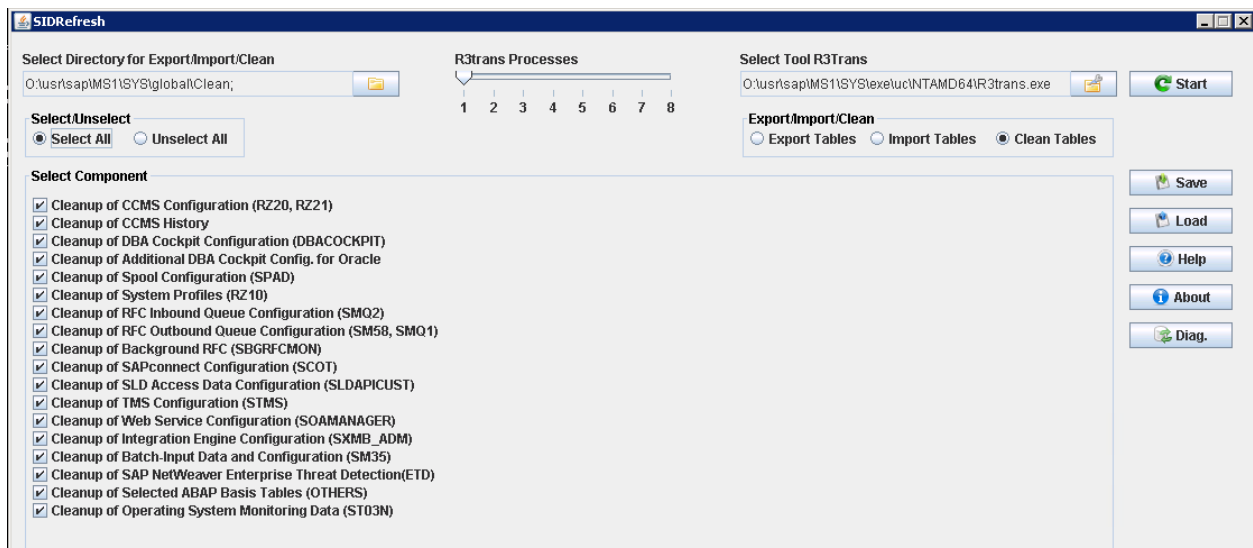 SIDRefresh
Select Directory for Export/Import/Clean
R3trans Processes
Select Tool R3Trans
O:\usr\sap\MS1\SYS\global\Clean;
O:\usr\sap\MS1\SYS\exe\uc\NTAMD64\R3trans.exe
Start
1 2 3 4 5 6 7 8
Select/Unselect
Select All Unselect All
Export/Import/Clean
Export Tables Import Tables Clean Tables
Select Component
Cleanup of CCMS Configuration (RZ20, RZ21)
Cleanup of CCMS History
Cleanup of DBA Cockpit Configuration (DBACOCKPIT)
Cleanup of Additional DBA Cockpit Config. for Oracle
Cleanup of Spool Configuration (SPAD)
Cleanup of System Profiles (RZ10)
Cleanup of RFC Inbound Queue Configuration (SMQ2)
Cleanup of RFC Outbound Queue Configuration (SM58, SMQ1)
Cleanup of Background RFC (SBGRFCMON)
Cleanup of SAPconnect Configuration (SCOT)
Cleanup of SLD Access Data Configuration (SLDAPICUST)
Cleanup of TMS Configuration (STMS)
Cleanup of Web Service Configuration (SOAMANAGER)
Cleanup of Integration Engine Configuration (SXMB_ADM)
Cleanup of Batch-Input Data and Configuration (SM35)
Cleanup of SAP NetWeaver Enterprise Threat Detection(ETD)
Cleanup of Selected ABAP Basis Tables (OTHERS)
Cleanup of Operating System Monitoring Data (ST03N)
Save
Load
Help
About
Diag.